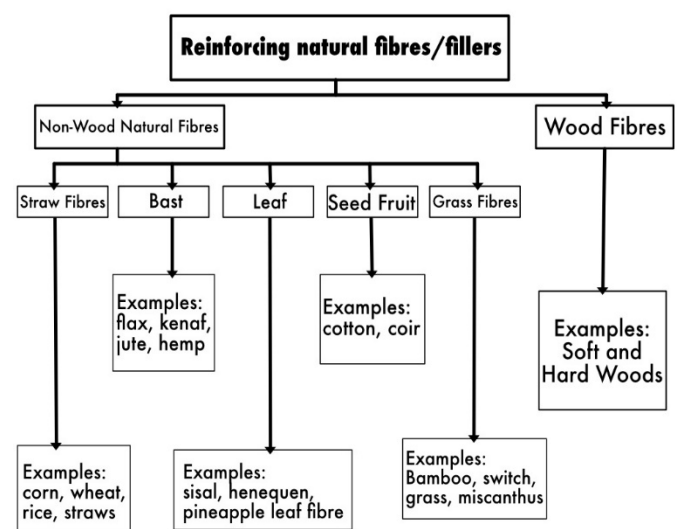 Reinforcing natural fibres/fillers
Non-Wood Natural Fibres
Wood Fibres
Straw Fibres
Bast
Leaf
Seed Fruit
Grass Fibres
Examples:
flax, kenaf,
jute, hemp
Examples:
cotton, coir
Examples:
Soft and
Hard Woods
Examples:
corn, wheat,
rice, straws
Examples:
sisal, henequen,
pineapple leaf fibre
Examples:
Bamboo, switch,
grass, miscanthus